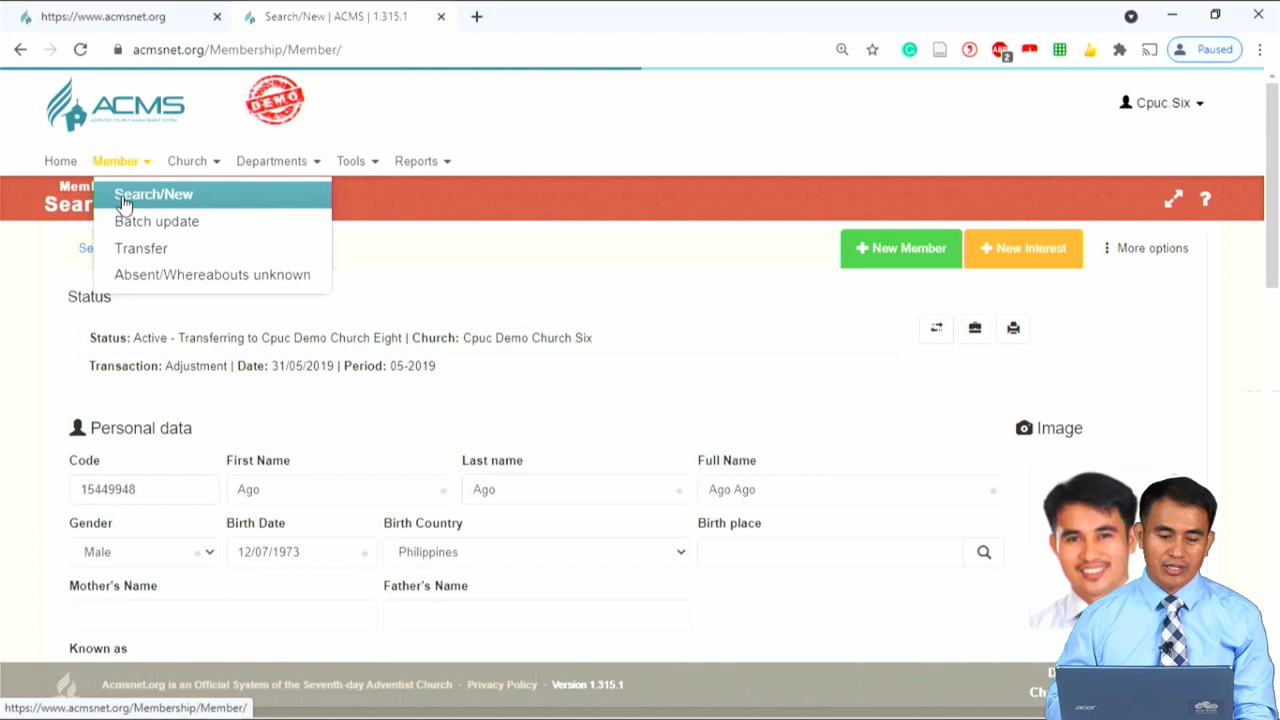 https://www.acmsnet.org
Search/New | ACMS | 1.315.1
acmsnet.org/Membership/Member/
2
Paused
ACMS
DEMO
Cpuc.Six
Home Member Church Departments Tools Reports
Memb
Sear
?
Search/New
Batch update
Transfer
Absent/Whereabouts unknown
Se
New Member
New Interest
More options
Status
Status: Active - Transferring to Cpuc Demo Church Eight | Church: Cpuc Demo Church Six
Transaction: Adjustment | Date: 31/05/2019 | Period: 05-2019
Personal data
Image
Code First Name Last name Full Name
15449948 Ago Ago Ago Ago
Gender Birth Date Birth Country Birth place
Male 12/07/1973 Philippines
Mother's Name Father's Name
Known as
Acmsnet.org is an Official System of the Seventh-day Adventist Church · Privacy Policy · Version 1.315.1
D
Ch
https://www.acmsnet.org/Membership/Member/
acer